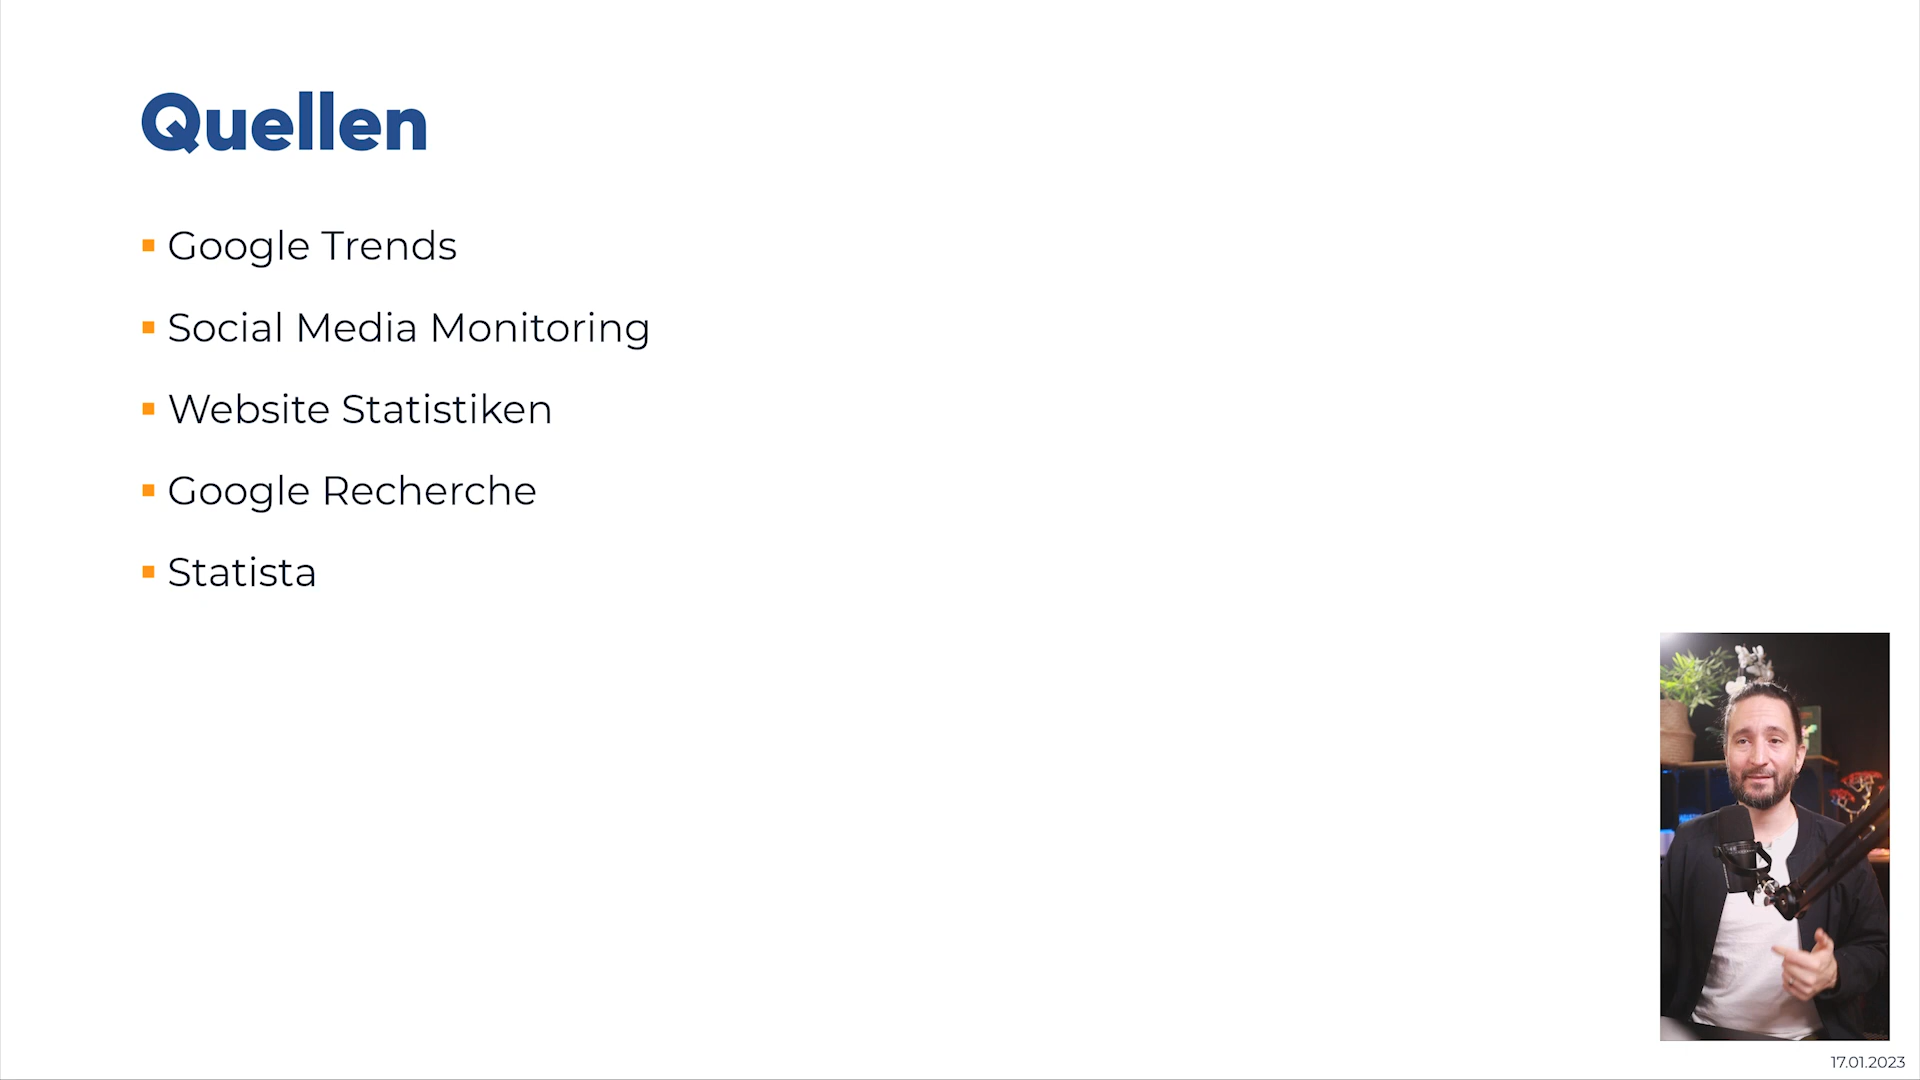 Quellen
Google Trends
Social Media Monitoring
Website Statistiken
Google Recherche
Statista
17.01.2023